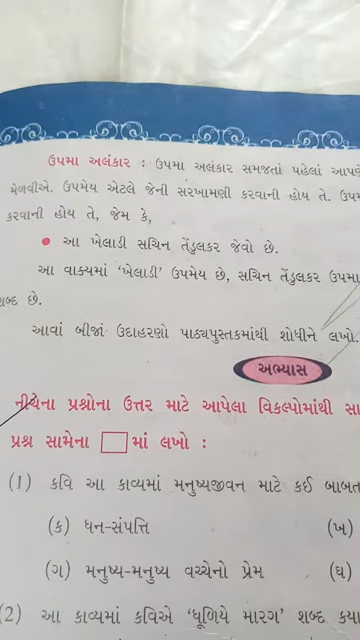 ઉપમા અલંકાર : ઉપમા અલંકાર સમજતાં પહેલાં
મેળવીએ. ઉપમેય એટલે જેની સરખામણી કરવાની હોય તે.
કરવાની હોય તે, જેમ કે,
• આ ખેલાડી સચિન તેંડુલકર જેવો છે.
આ વાક્યમાં ‘ખેલાડી’ ઉપમેય છે, સચિન તેંડુલકર ઉપમા
શબ્દ છે.
આવાં બીજાં ઉદાહરણો પાઠ્યપુસ્તકમાંથી શોધીને લખો.
અભ્યાસ
નીચેના પ્રશ્નોના ઉત્તર માટે આપેલા વિકલ્પોમાંથી સા
પ્રશ્ન સામેના □ માં લખો :
(1) કવિ આ કાવ્યમાં મનુષ્યજીવન માટે કઈ બાબત
(ક) ધન-સંપત્તિ (ખ)
(ગ) મનુષ્ય-મનુષ્ય વચ્ચેનો પ્રેમ (ઘ)
(2) આ કાવ્યમાં કવિએ ‘ધૂળિયે મારગ’ શબ્દ ક્યા